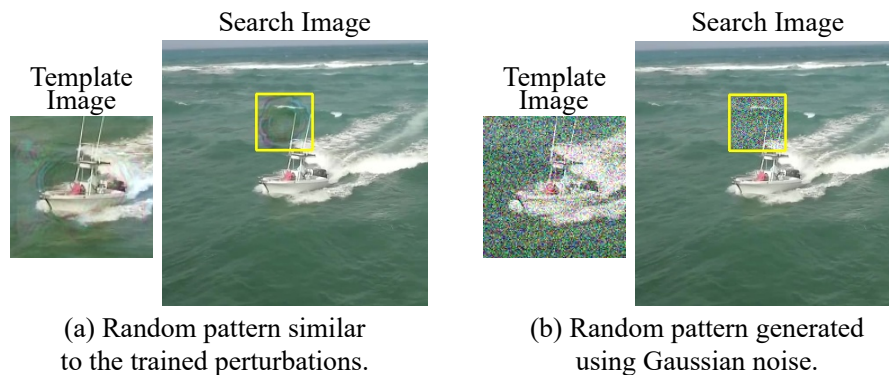 Search Image
Template
Image
(a) Random pattern similar
to the trained perturbations.
Search Image
Template
Image
(b) Random pattern generated
using Gaussian noise.